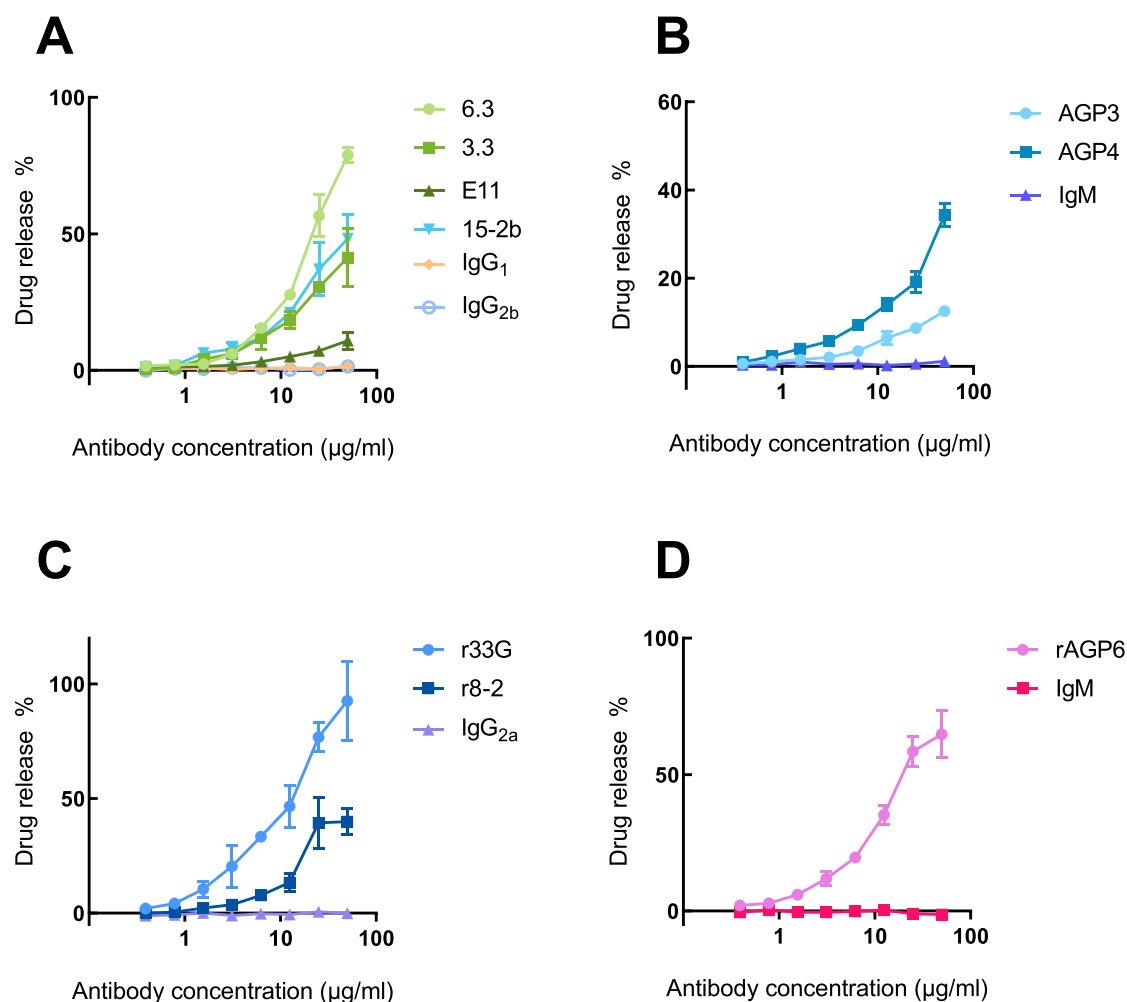 A
100
50
0
1
10
100
Drug release %
Antibody concentration (µg/ml)
6.3
3.3
E11
15-2b
IgG1
IgG2b
B
60
40
20
0
1
10
100
Drug release %
Antibody concentration (µg/ml)
AGP3
AGP4
IgM
C
100
50
0
1
10
100
Drug release %
Antibody concentration (µg/ml)
r33G
r8-2
IgG2a
D
100
50
0
1
10
100
Drug release %
Antibody concentration (µg/ml)
rAGP6
IgM